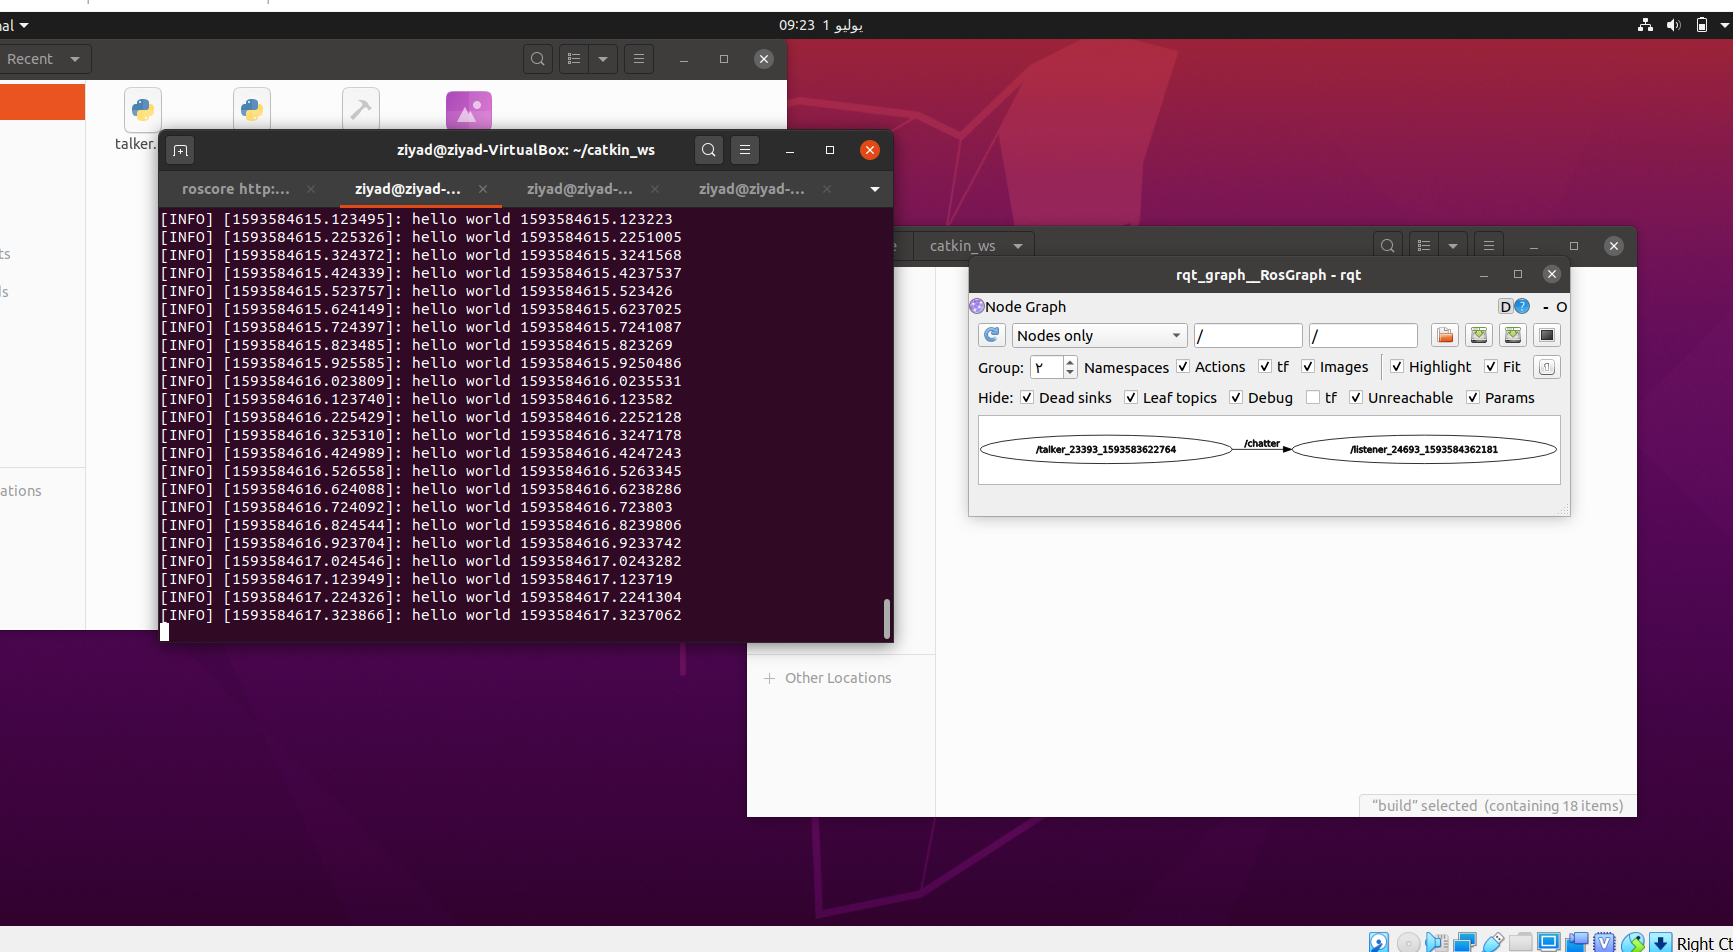 al
09:23 1 يوليو
Recent
talker.
ts
ls
ations
ziyad@ziyad-VirtualBox: ~/catkin_ws
roscore http:... ziyad@ziyad-... ziyad@ziyad-... ziyad@ziyad-...
[INFO] [1593584615.123495]: hello world 1593584615.123223
[INFO] [1593584615.225326]: hello world 1593584615.2251005
[INFO] [1593584615.324372]: hello world 1593584615.3241568
[INFO] [1593584615.424339]: hello world 1593584615.4237537
[INFO] [1593584615.523757]: hello world 1593584615.523426
[INFO] [1593584615.624149]: hello world 1593584615.6237025
[INFO] [1593584615.724397]: hello world 1593584615.7241087
[INFO] [1593584615.823485]: hello world 1593584615.823269
[INFO] [1593584615.925585]: hello world 1593584615.9250486
[INFO] [1593584616.023809]: hello world 1593584616.0235531
[INFO] [1593584616.123740]: hello world 1593584616.123582
[INFO] [1593584616.225429]: hello world 1593584616.2252128
[INFO] [1593584616.325310]: hello world 1593584616.3247178
[INFO] [1593584616.424989]: hello world 1593584616.4247243
[INFO] [1593584616.526558]: hello world 1593584616.5263345
[INFO] [1593584616.624088]: hello world 1593584616.6238286
[INFO] [1593584616.724092]: hello world 1593584616.723803
[INFO] [1593584616.824544]: hello world 1593584616.8239806
[INFO] [1593584616.923704]: hello world 1593584616.9233742
[INFO] [1593584617.024546]: hello world 1593584617.0243282
[INFO] [1593584617.123949]: hello world 1593584617.123719
[INFO] [1593584617.224326]: hello world 1593584617.2241304
[INFO] [1593584617.323866]: hello world 1593584617.3237062
e catkin_ws
rqt_graph__RosGraph - rqt
Node Graph D ? - O
Nodes only / /
Group: ٢ Namespaces Actions tf Images Highlight Fit
Hide: Dead sinks Leaf topics Debug tf Unreachable Params
/talker_23393_1593583622764 /chatter /listener_24693_1593584362181
+ Other Locations
“build” selected (containing 18 items)
Right Ct